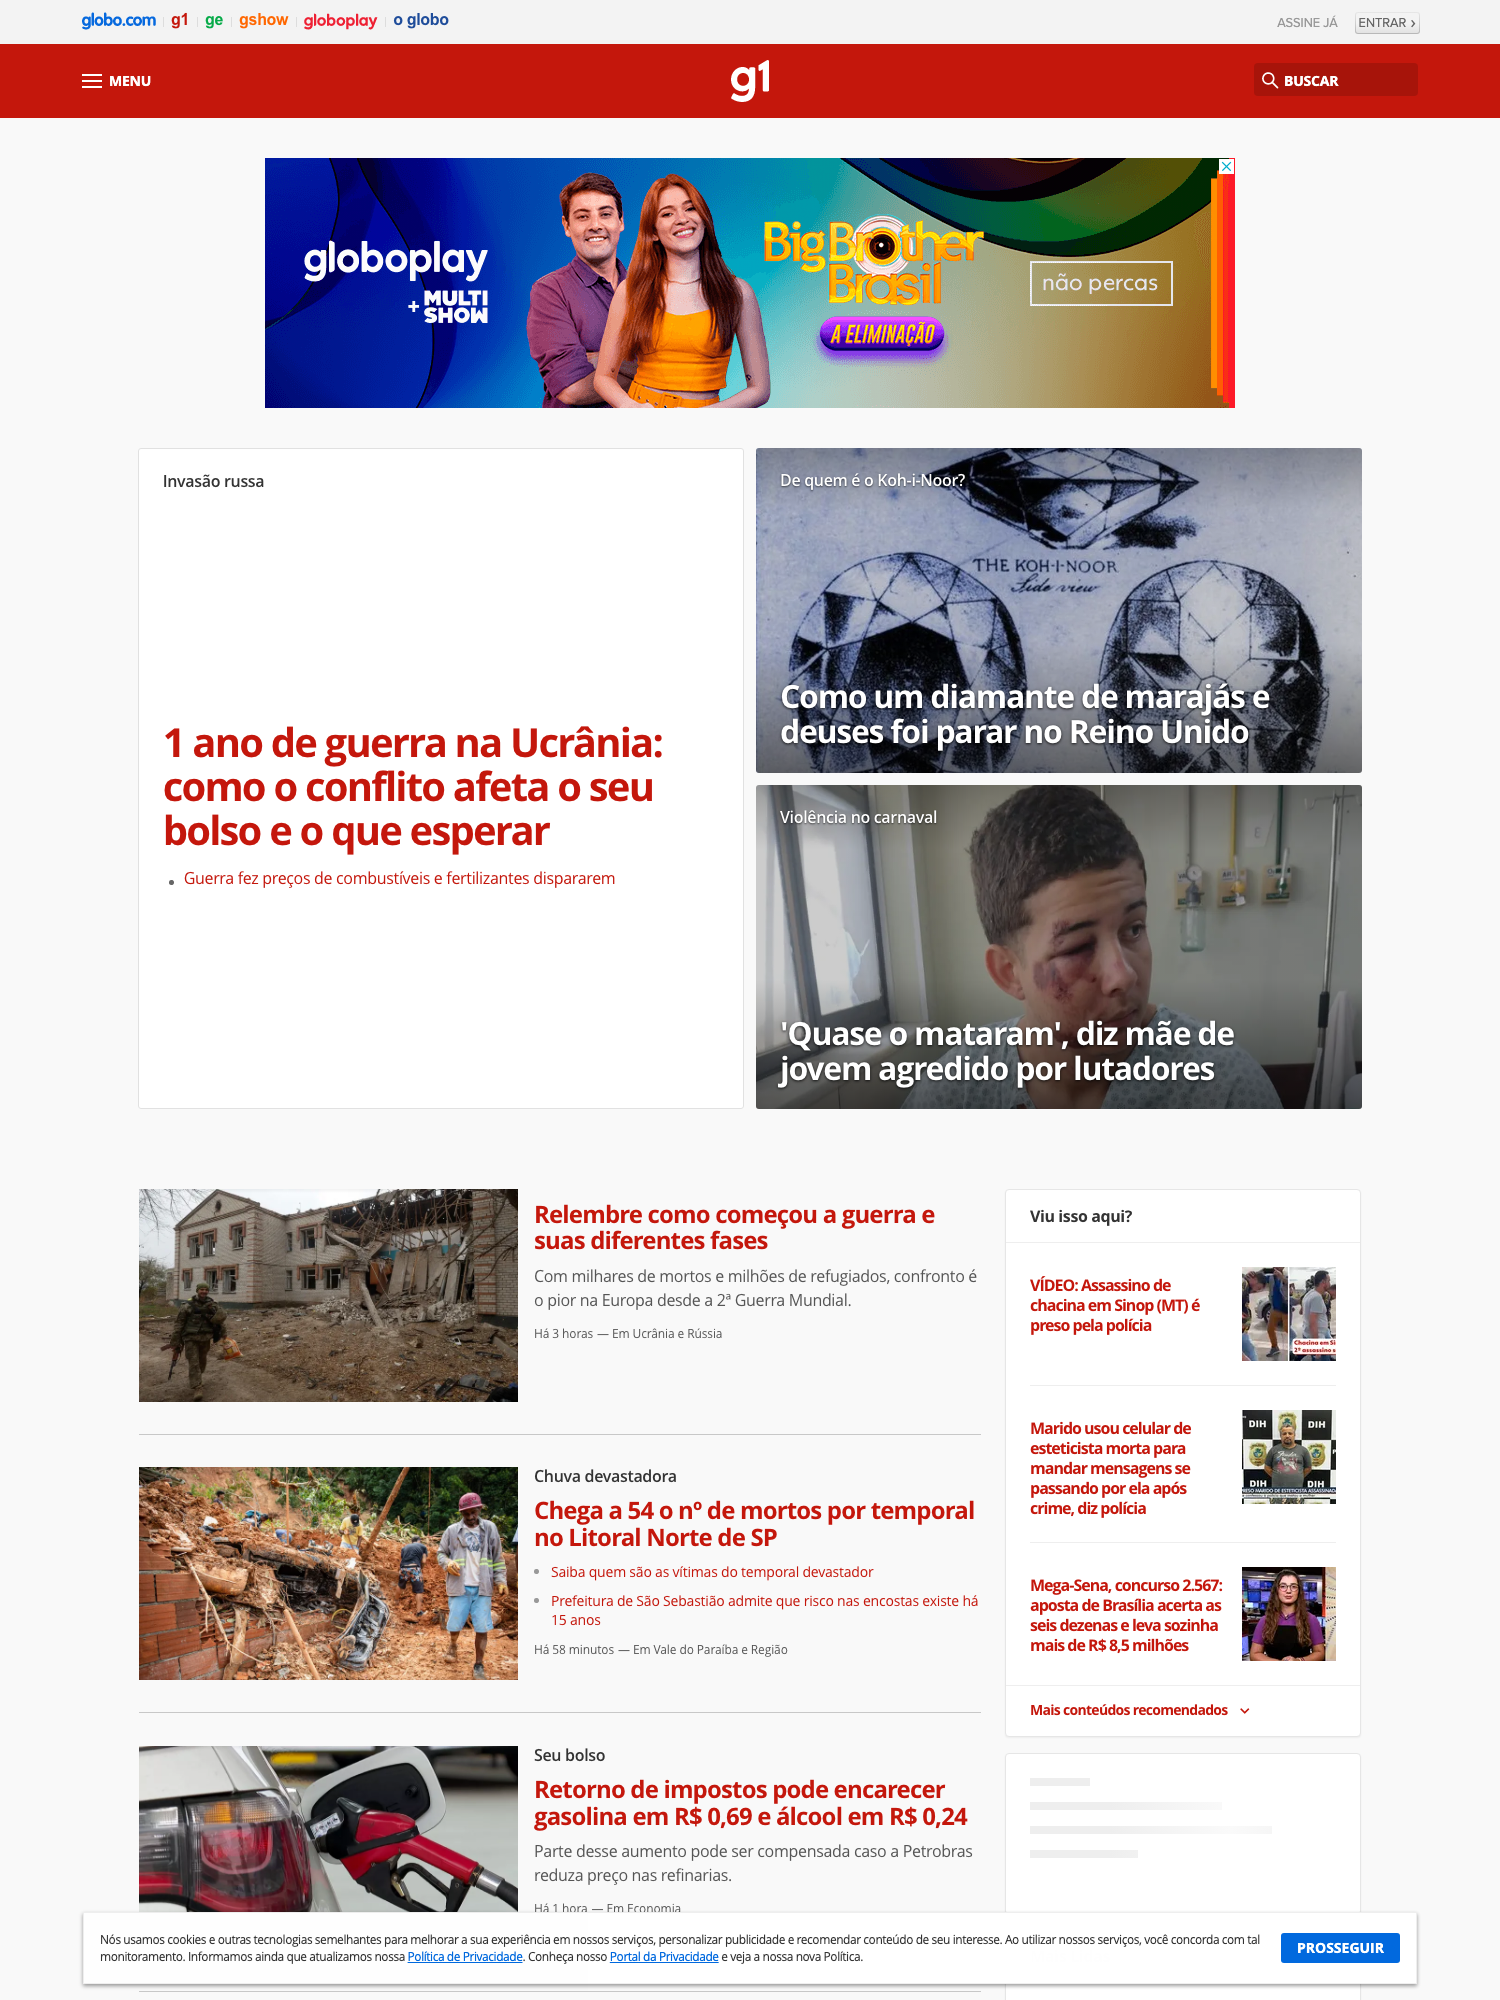 globo.com
g1
ge
gshow
globoplay
o globo
ASSINE JÁ
ENTRAR ›
MENU
g1
BUSCAR
globoplay
+ MULTI
SHOW
Big Brother
Brasil
A ELIMINAÇÃO
não percas
Invasão russa
1 ano de guerra na Ucrânia:
como o conflito afeta o seu
bolso e o que esperar
Guerra fez preços de combustíveis e fertilizantes dispararem
De quem é o Koh-i-Noor?
THE KOH-I-NOOR
Side view
Como um diamante de marajás e
deuses foi parar no Reino Unido
Violência no carnaval
'Quase o mataram', diz mãe de
jovem agredido por lutadores
Relembre como começou a guerra e
suas diferentes fases
Com milhares de mortos e milhões de refugiados, confronto é
o pior na Europa desde a 2ª Guerra Mundial.
Há 3 horas — Em Ucrânia e Rússia
Chuva devastadora
Chega a 54 o nº de mortos por temporal
no Litoral Norte de SP
Saiba quem são as vítimas do temporal devastador
Prefeitura de São Sebastião admite que risco nas encostas existe há
15 anos
Há 58 minutos — Em Vale do Paraíba e Região
Seu bolso
Retorno de impostos pode encarecer
gasolina em R$ 0,69 e álcool em R$ 0,24
Parte desse aumento pode ser compensada caso a Petrobras
reduza preço nas refinarias.
Há 1 hora — Em Economia
Viu isso aqui?
VÍDEO: Assassino de
chacina em Sinop (MT) é
preso pela polícia
Chacina em Si
2º assassino
Marido usou celular de
esteticista morta para
mandar mensagens se
passando por ela após
crime, diz polícia
DIH
DIH
DIH
DIH
PRESO MARIDO DE ESTETICISTA ASSASSINAD
Mega-Sena, concurso 2.567:
aposta de Brasília acerta as
seis dezenas e leva sozinha
mais de R$ 8,5 milhões
Mais conteúdos recomendados
Nós usamos cookies e outras tecnologias semelhantes para melhorar a sua experiência em nossos serviços, personalizar publicidade e recomendar conteúdo de seu interesse. Ao utilizar nossos serviços, você concorda com tal
monitoramento. Informamos ainda que atualizamos nossa Política de Privacidade. Conheça nosso Portal da Privacidade e veja a nossa nova Política.
PROSSEGUIR